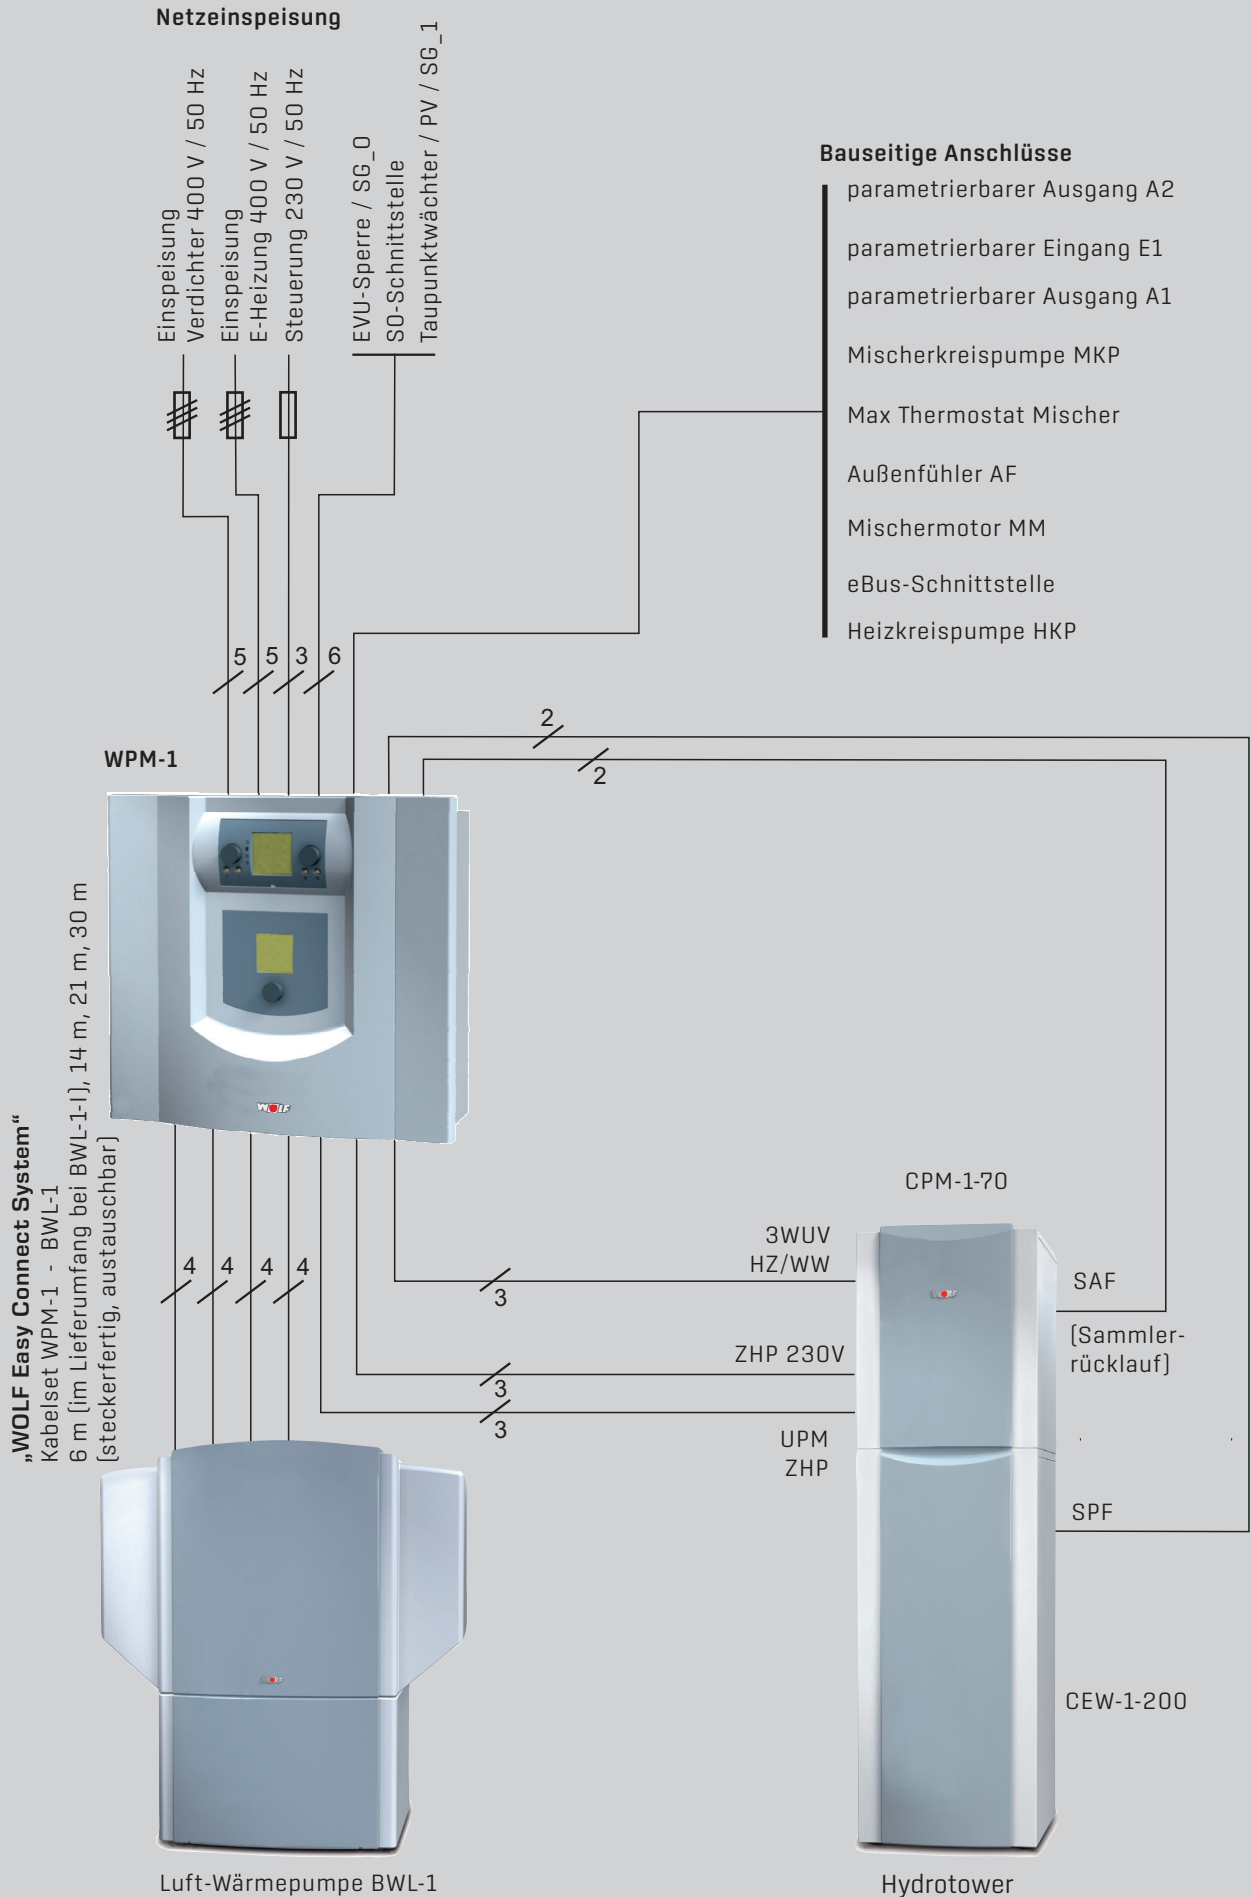 Netzeinspeisung
Einspeisung
Verdichter 400 V / 50 Hz
Einspeisung
E-Heizung 400 V / 50 Hz
Steuerung 230 V / 50 Hz
EVU-Sperre / SG_0
S0-Schnittstelle
Taupunktwächter / PV / SG_1
Bauseitige Anschlüsse
parametrierbarer Ausgang A2
parametrierbarer Eingang E1
parametrierbarer Ausgang A1
Mischerkreispumpe MKP
Max Thermostat Mischer
Außenfühler AF
Mischermotor MM
eBus-Schnittstelle
Heizkreispumpe HKP
5 5 3 6
2
2
WPM-1
WOLF
„WOLF Easy Connect System“
Kabelset WPM-1 - BWL-1
6 m (im Lieferumfang bei BWL-1-I), 14 m, 21 m, 30 m
(steckerfertig, austauschbar)
4 4 4 4
CPM-1-70
3WUV
HZ/WW
3
WOLF
SAF
(Sammler-
rücklauf)
ZHP 230V
3
3
UPM
ZHP
SPF
WOLF
CEW-1-200
Luft-Wärmepumpe BWL-1
Hydrotower